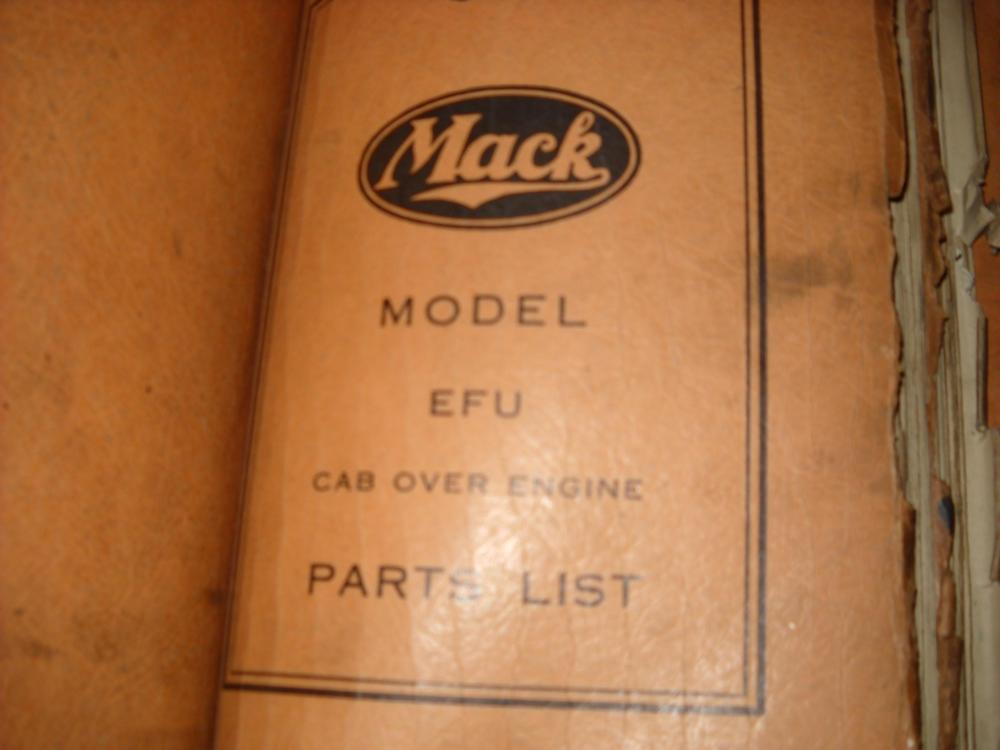 Mack
MODEL
EFU
CAB OVER ENGINE
PARTS LIST